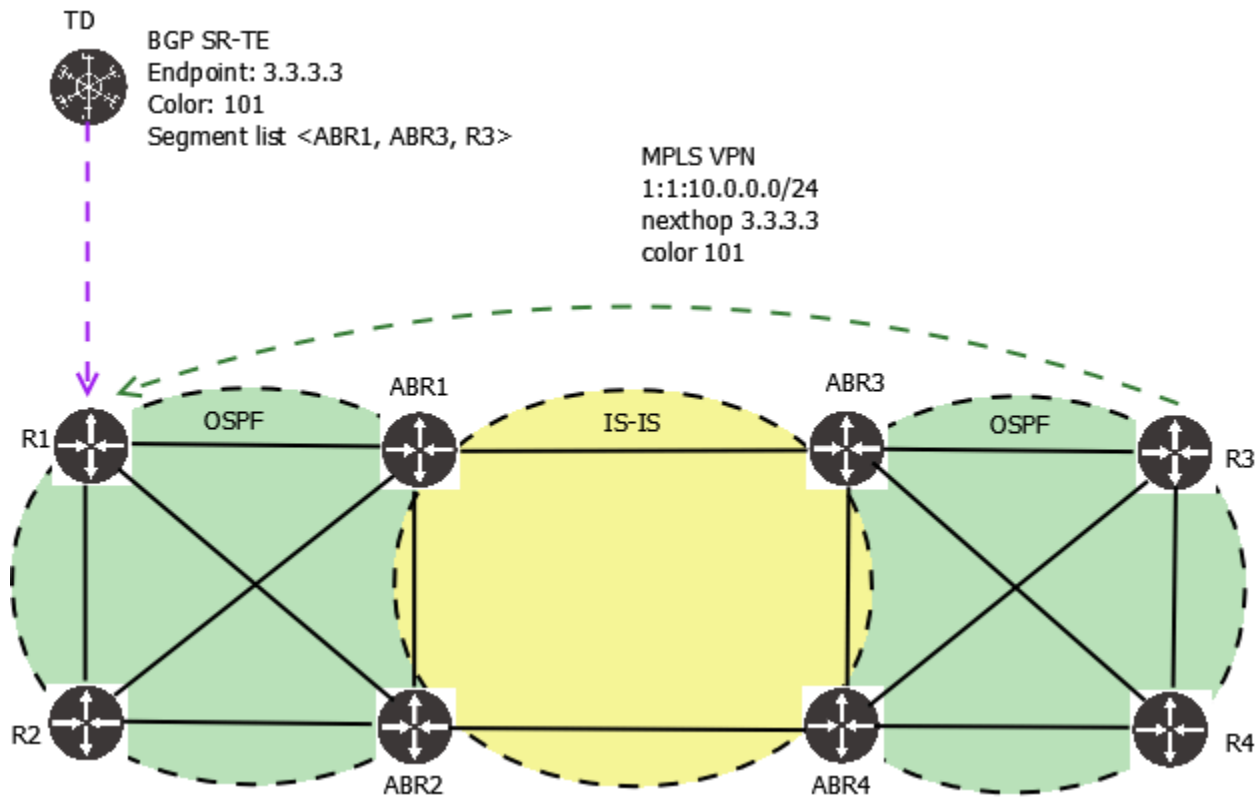 TD
BGP SR-TE
Endpoint: 3.3.3.3
Color: 101
Segment list <ABR1, ABR3, R3>
MPLS VPN
1:1:10.0.0.0/24
nexthop 3.3.3.3
color 101
ABR1
ABR3
R1
OSPF
IS-IS
OSPF
R3
R2
ABR2
ABR4
R4